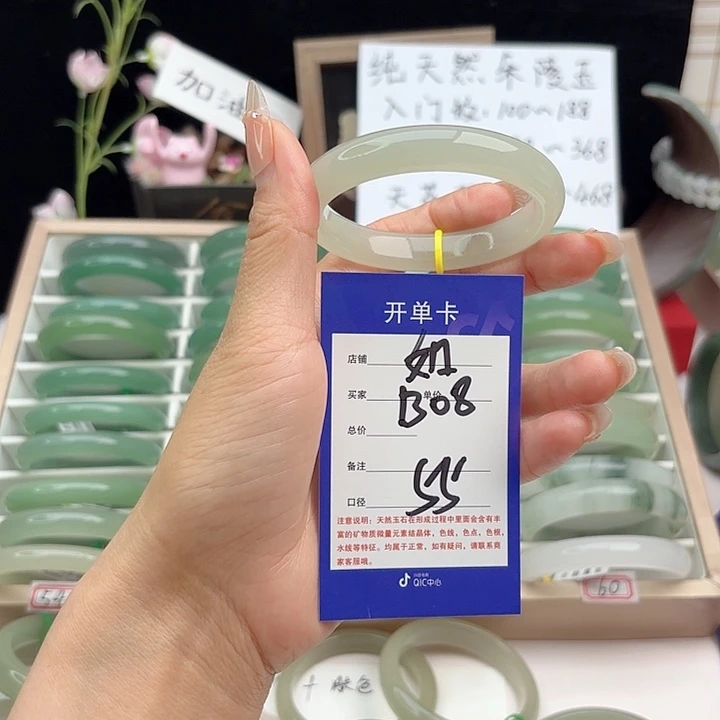 加油
纯天然东陵玉
入门款:100~188
~368
天
~468
开单卡
店铺 如
买家 单价
B08
总价
备注
55
口径
注意说明:天然玉石在形成过程中里面会含有丰
富的矿物质微量元素结晶体,色线,色点,色根,
水线等特征。均属于正常,如有疑问,请联系商
家客服哦。
QIC中心
54
60
色